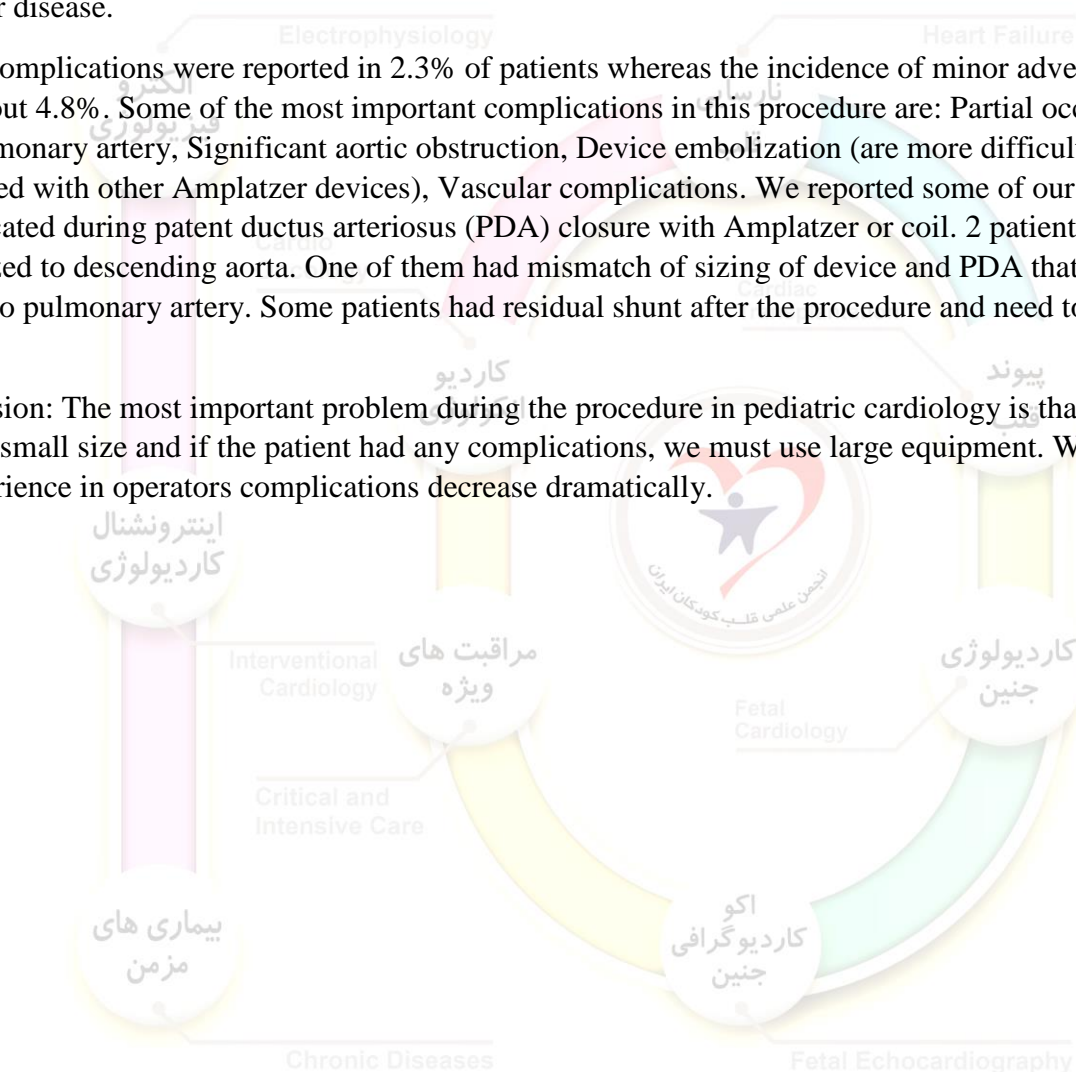 r disease.
omplications were reported in 2.3% of patients whereas the incidence of minor adve
out 4.8%. Some of the most important complications in this procedure are: Partial occ
monary artery, Significant aortic obstruction, Device embolization (are more difficul
ed with other Amplatzer devices), Vascular complications. We reported some of our
cated during patent ductus arteriosus (PDA) closure with Amplatzer or coil. 2 patient
zed to descending aorta. One of them had mismatch of sizing of device and PDA that
o pulmonary artery. Some patients had residual shunt after the procedure and need to
sion: The most important problem during the procedure in pediatric cardiology is tha
small size and if the patient had any complications, we must use large equipment. W
rience in operators complications decrease dramatically.
Electrophysiology
Heart Failure
الکترو
فیزیولوژی
نارسایی
قلب
Cardio
Cardiac
کاردیو
پیوند
قلب
اینترونشنال
کاردیولوژی
انجمن علمی قلب کودکان ایران
Interventional
Cardiology
مراقبت های
ویژه
کاردیولوژی
جنین
Fetal
Cardiology
Critical and
Intensive Care
بیماری های
مزمن
اکو
کاردیوگرافی
جنین
Chronic Diseases
Fetal Echocardiography